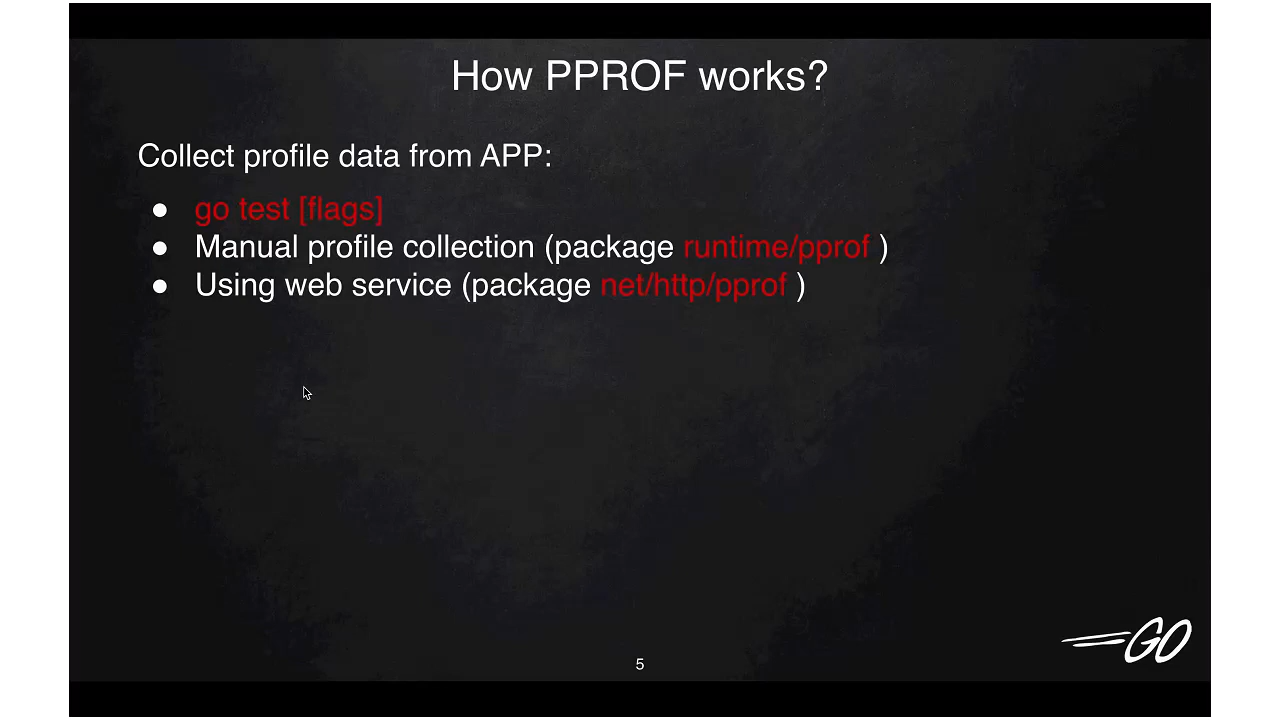 How PPROF works?
Collect profile data from APP:
● go test [flags]
● Manual profile collection (package runtime/pprof )
● Using web service (package net/http/pprof )
GO
5